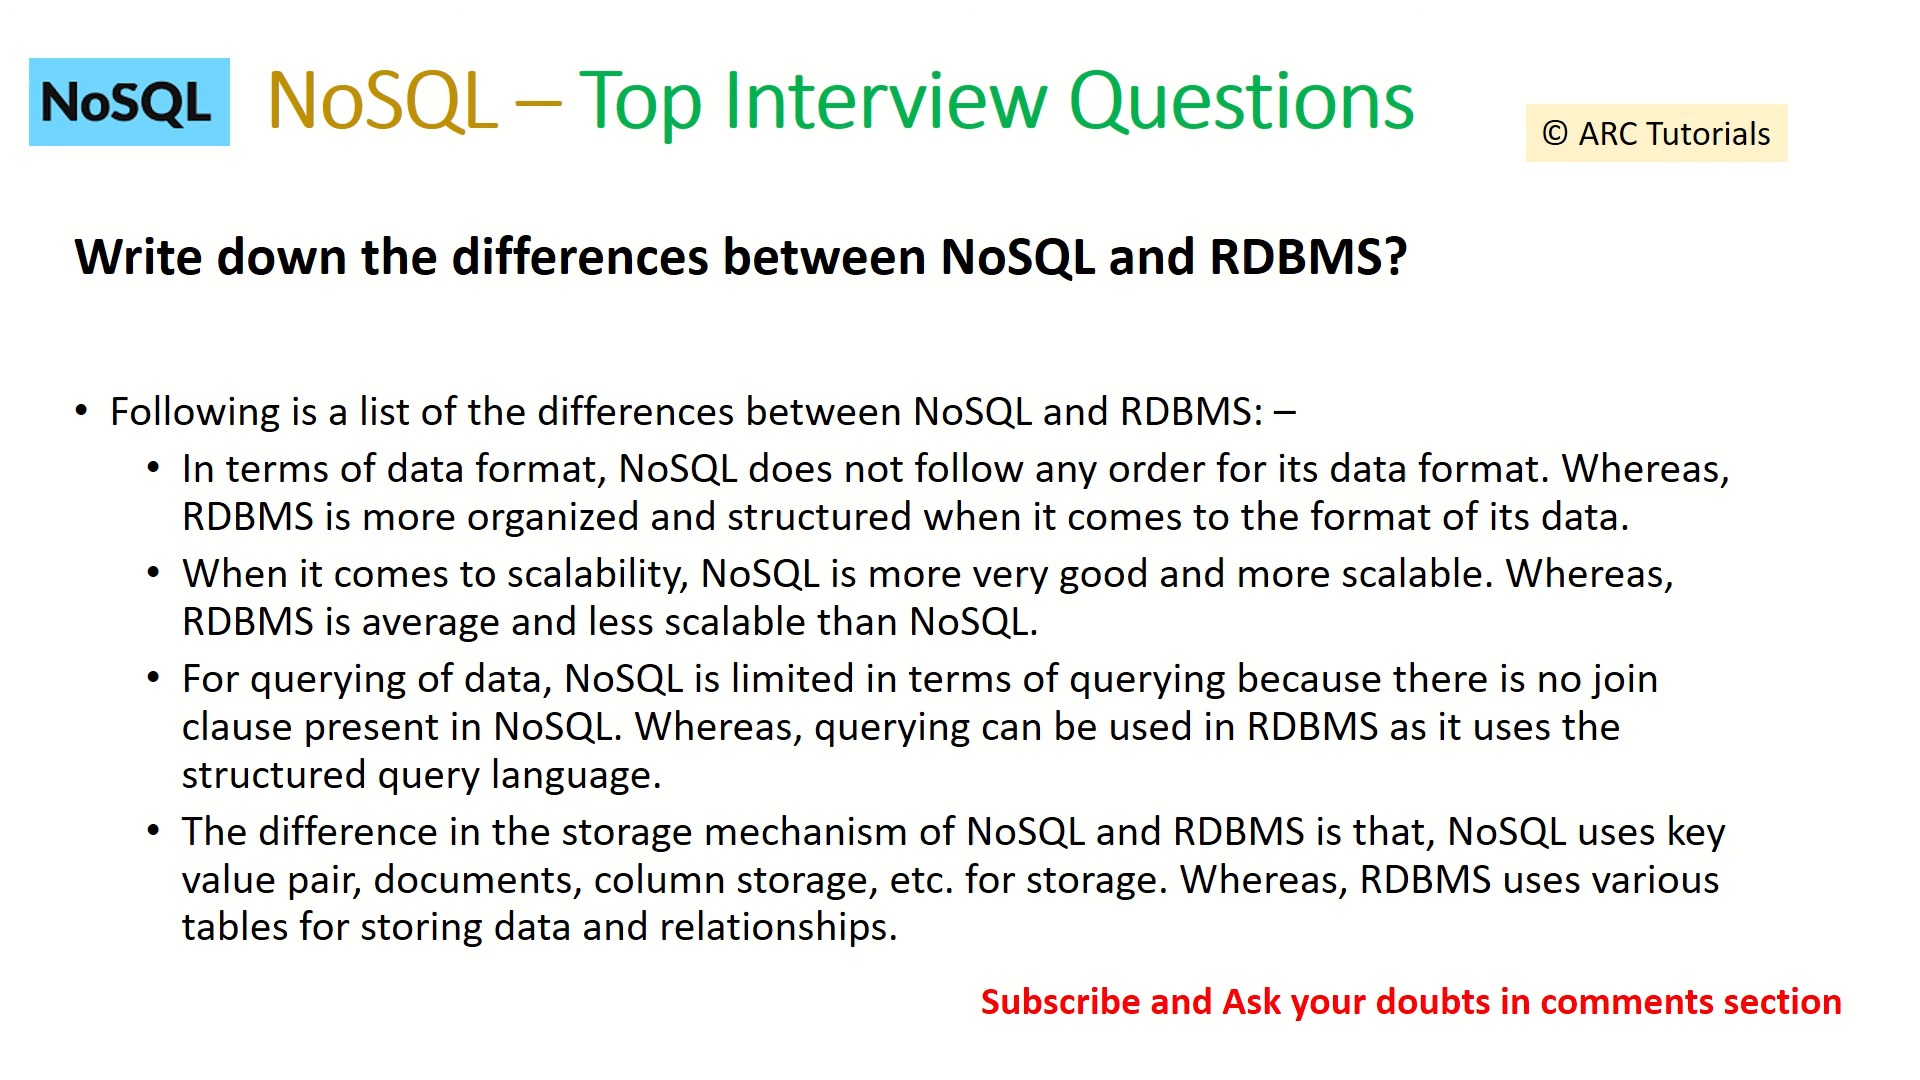 NoSQL
NoSQL – Top Interview Questions
© ARC Tutorials
Write down the differences between NoSQL and RDBMS?
• Following is a list of the differences between NoSQL and RDBMS: –
• In terms of data format, NoSQL does not follow any order for its data format. Whereas,
RDBMS is more organized and structured when it comes to the format of its data.
• When it comes to scalability, NoSQL is more very good and more scalable. Whereas,
RDBMS is average and less scalable than NoSQL.
• For querying of data, NoSQL is limited in terms of querying because there is no join
clause present in NoSQL. Whereas, querying can be used in RDBMS as it uses the
structured query language.
• The difference in the storage mechanism of NoSQL and RDBMS is that, NoSQL uses key
value pair, documents, column storage, etc. for storage. Whereas, RDBMS uses various
tables for storing data and relationships.
Subscribe and Ask your doubts in comments section